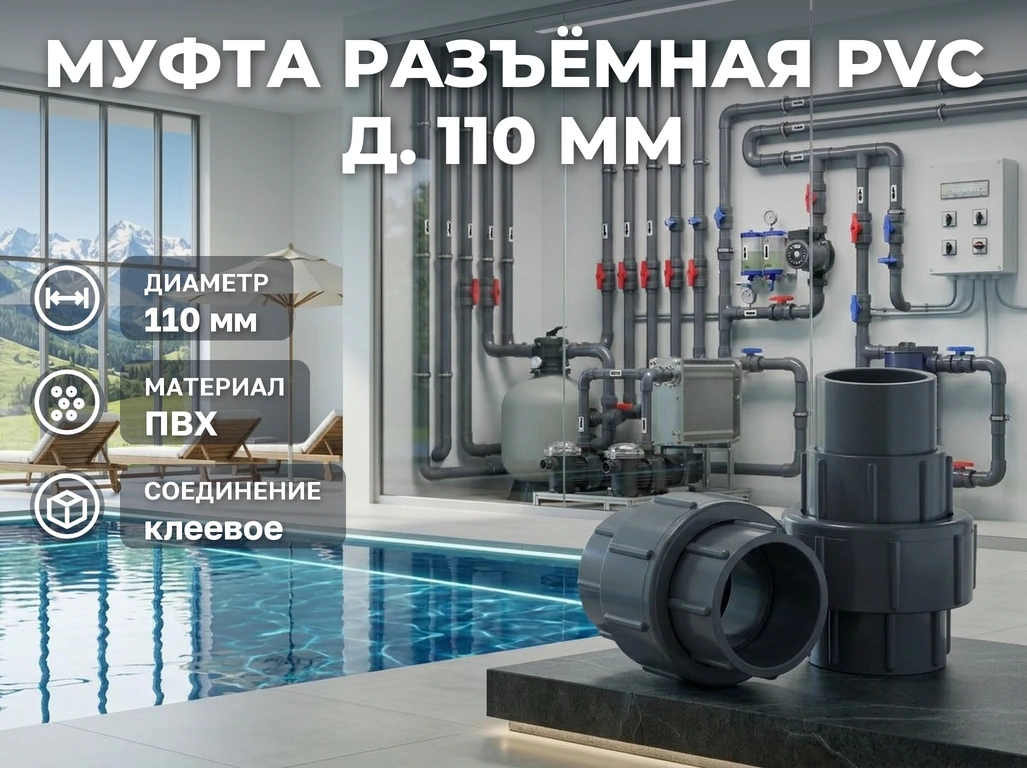 МУФТА РАЗЪЁМНАЯ PVC
Д. 110 ММ
ДИАМЕТР
110 мм
МАТЕРИАЛ
ПВХ
СОЕДИНЕНИЕ
клеевое